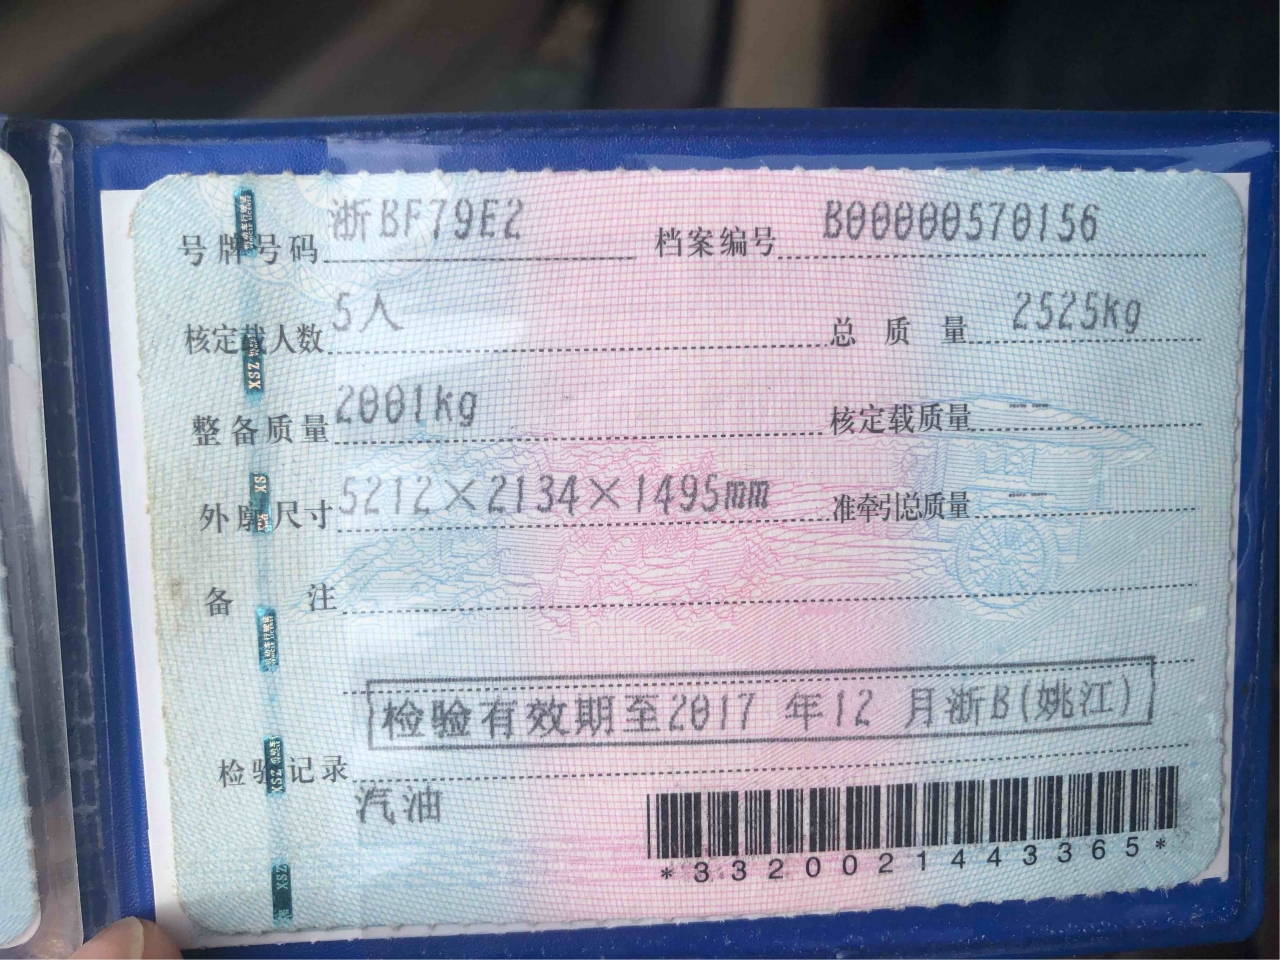 号牌号码 浙BF79E2 档案编号 B00000570156
核定载人数 5人 总质量 2525kg
整备质量 2001kg 核定载质量 -- --
外廓尺寸 5212×2134×1495mm 准牵引总质量 -- --
备注
检验有效期至2017 年12 月浙B(姚江)
检验记录
汽油
*3320021443365*